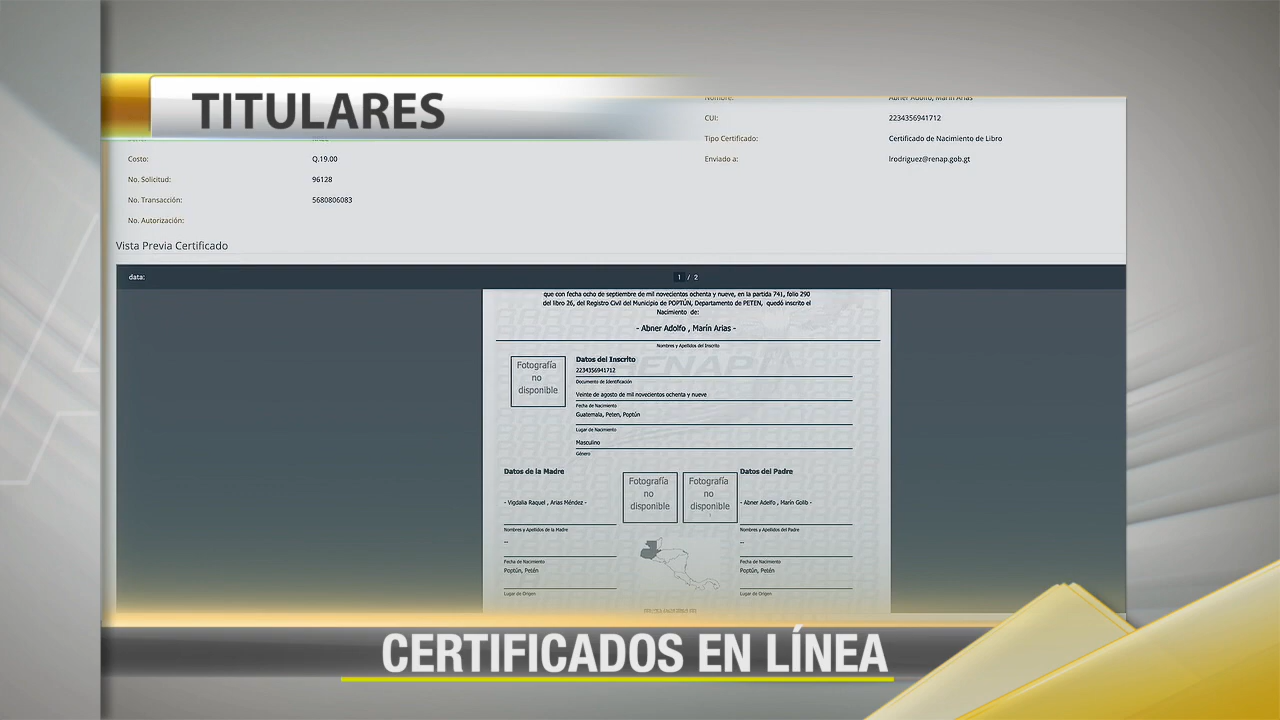 TITULARES
Nombre: Abner Adolfo, Marín Arias
CUI: 2234356941712
Tipo Certificado: Certificado de Nacimiento de Libro
Costo: Q.19.00
Enviado a: lrodriguez@renap.gob.gt
No. Solicitud: 96128
No. Transacción: 5680806083
No. Autorización:
Vista Previa Certificado
data: 1 / 2
que con fecha ocho de septiembre de mil novecientos ochenta y nueve, en la partida 741, folio 290
del libro 26, del Registro Civil del Municipio de POPTÚN, Departamento de PETEN, quedó inscrito el
Nacimiento de:
- Abner Adolfo , Marín Arias -
Nombres y Apellidos del Inscrito
Fotografía
no
disponible
Datos del Inscrito
2234356941712
Documento de Identificación
Veinte de agosto de mil novecientos ochenta y nueve
Fecha de Nacimiento
Guatemala, Peten, Poptún
Lugar de Nacimiento
Masculino
Género
Datos de la Madre
- Vigdalia Raquel , Arias Méndez -
Nombres y Apellidos de la Madre
--
Fecha de Nacimiento
Poptún, Petén
Lugar de Origen
Fotografía
no
disponible
Fotografía
no
disponible
Datos del Padre
- Abner Adelfo , Marín Golib -
Nombres y Apellidos del Padre
--
Fecha de Nacimiento
Poptún, Petén
Lugar de Origen
CERTIFICADOS EN LÍNEA